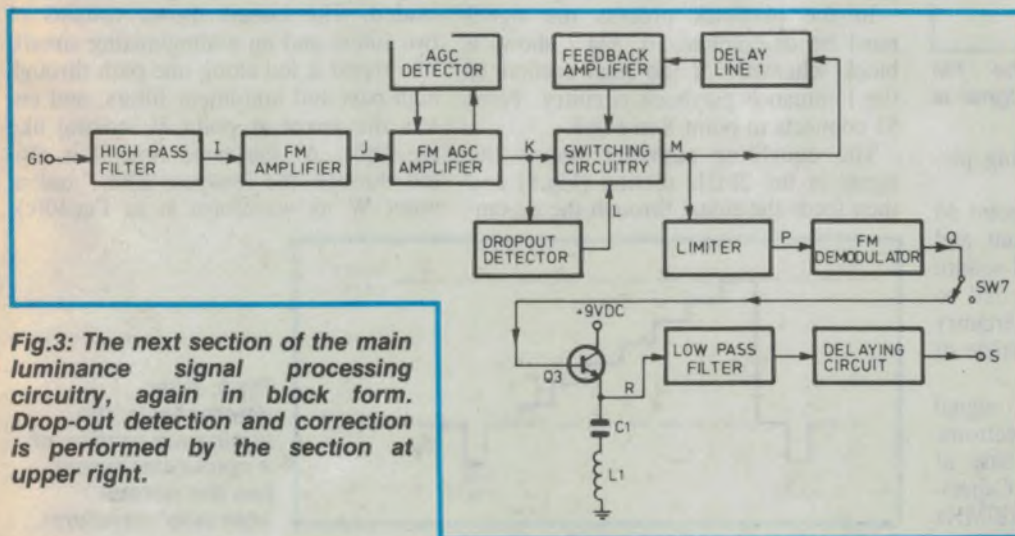 AGC
DETECTOR
FEEDBACK
AMPLIFIER
DELAY
LINE 1
G1
HIGH PASS
FILTER
I
FM
AMPLIFIER
FM AGC
AMPLIFIER
K
SWITCHING
CIRCUITRY
M
DROPOUT
DETECTOR
LIMITER
P
FM
DEMODULATOR
Q
SW7
+9VDC
Q3
R
LOW PASS
FILTER
DELAYING
CIRCUIT
S
C1
L1
Fig.3: The next section of the main
luminance signal processing
circuitry, again in block form.
Drop-out detection and correction
is performed by the section at
upper right.